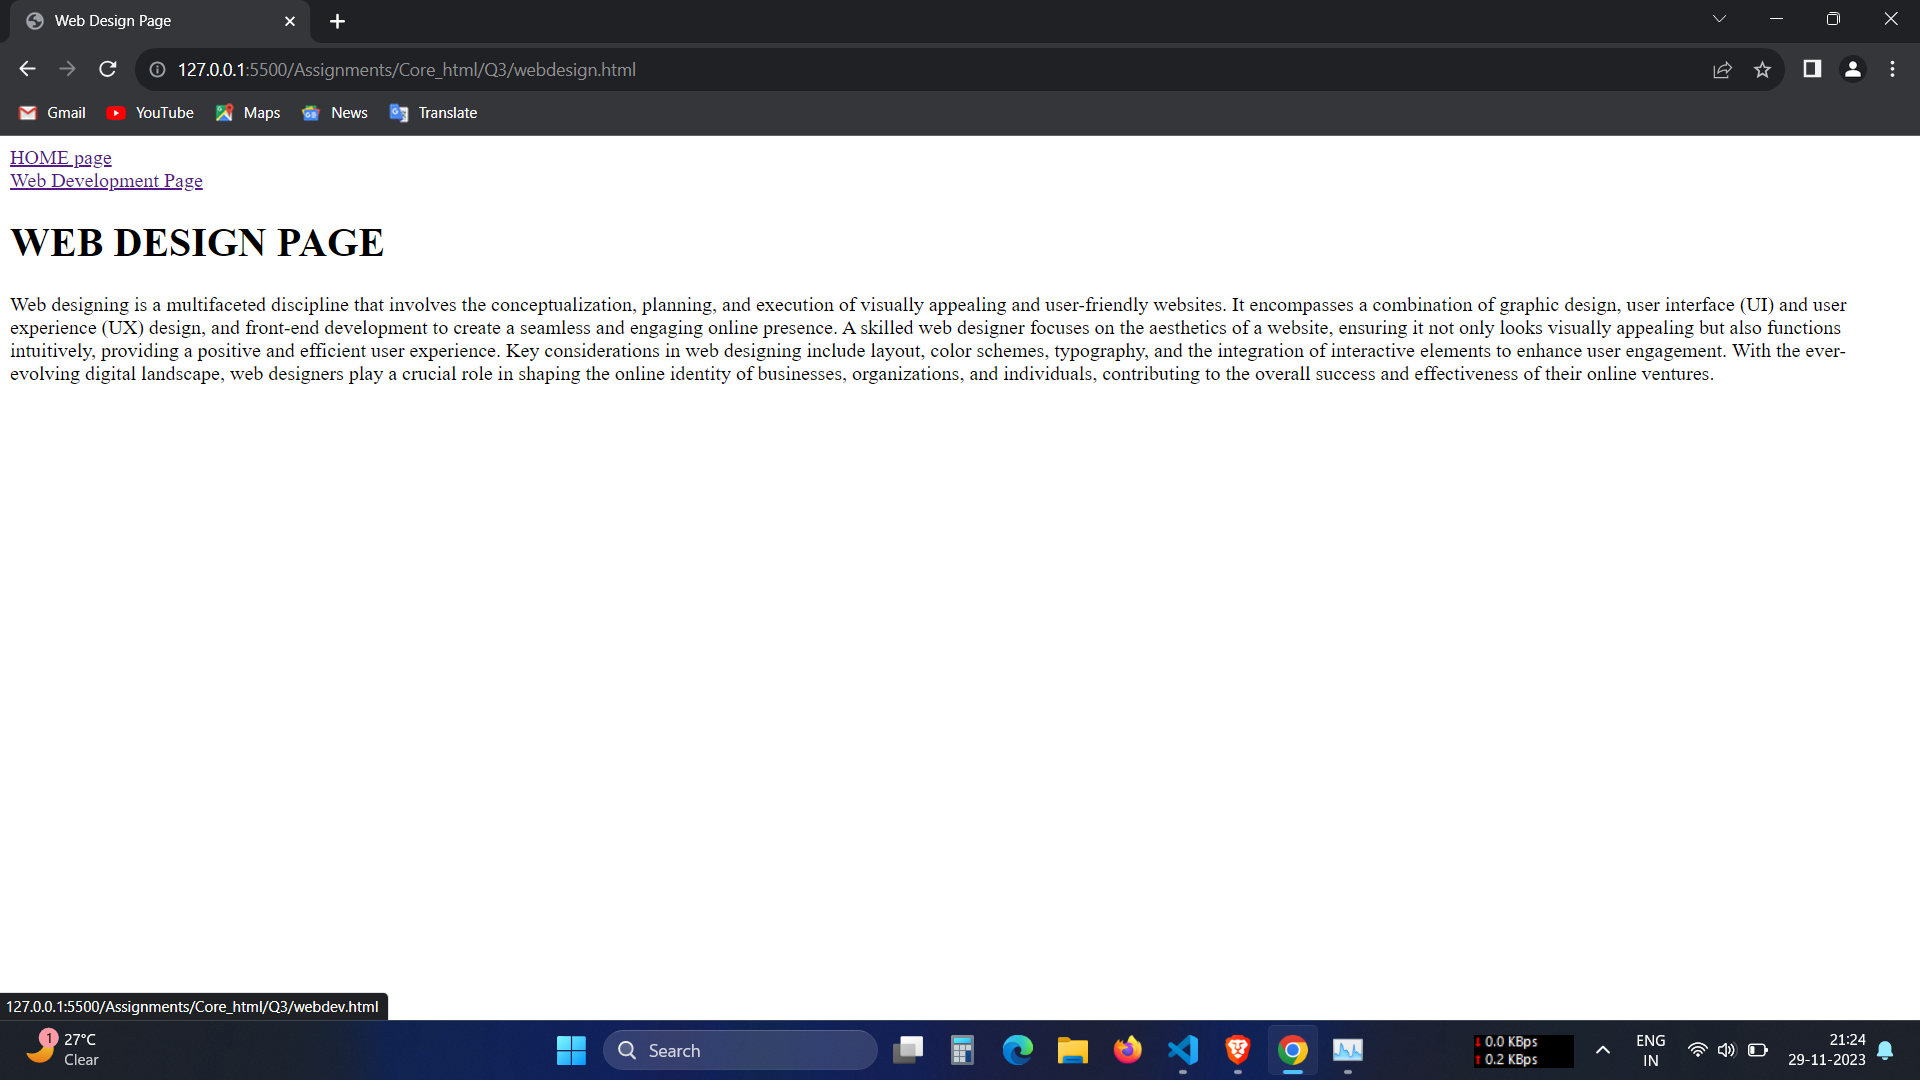 Web Design Page
127.0.0.1:5500/Assignments/Core_html/Q3/webdesign.html
Gmail YouTube Maps News Translate
HOME page
Web Development Page
WEB DESIGN PAGE
Web designing is a multifaceted discipline that involves the conceptualization, planning, and execution of visually appealing and user-friendly websites. It encompasses a combination of graphic design, user interface (UI) and user
experience (UX) design, and front-end development to create a seamless and engaging online presence. A skilled web designer focuses on the aesthetics of a website, ensuring it not only looks visually appealing but also functions
intuitively, providing a positive and efficient user experience. Key considerations in web designing include layout, color schemes, typography, and the integration of interactive elements to enhance user engagement. With the ever-
evolving digital landscape, web designers play a crucial role in shaping the online identity of businesses, organizations, and individuals, contributing to the overall success and effectiveness of their online ventures.
127.0.0.1:5500/Assignments/Core_html/Q3/webdev.html
1
27°C
Clear
Search
0.0 KBps
0.2 KBps
ENG
IN
21:24
29-11-2023